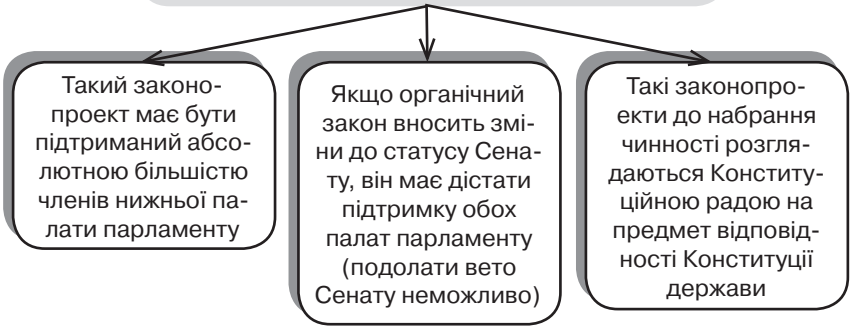 Такий законо-
проект має бути
підтриманий абсо-
лютною більшістю
членів нижньої па-
лати парламенту
Якщо органічний
закон вносить змі-
ни до статусу Сена-
ту, він має дістати
підтримку обох
палат парламенту
(подолати вето
Сенату неможливо)
Такі законопро-
екти до набрання
чинності розгля-
даються Конститу-
ційною радою на
предмет відповід-
ності Конституції
держави